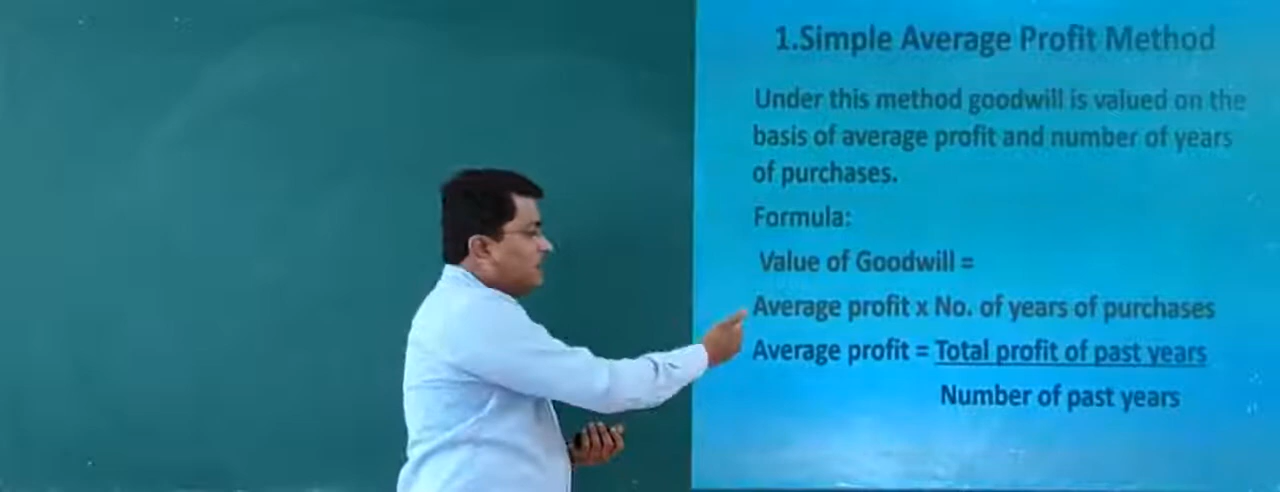 1.Simple Average Profit Method
Under this method goodwill is valued on the
basis of average profit and number of years
of purchases.
Formula:
Value of Goodwill =
Average profit x No. of years of purchases
Average profit = Total profit of past years
Number of past years